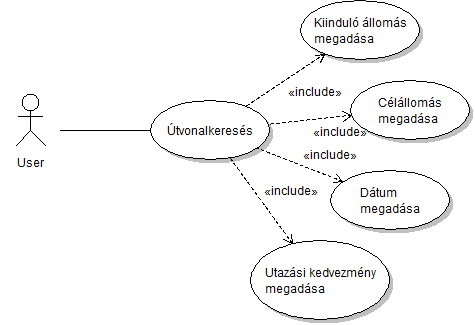 Kiinduló állomás
megadása
«include»
Célállomás
megadása
«include»
Útvonalkeresés
«include»
User
«include»
Dátum
megadása
Utazási kedvezmény
megadása